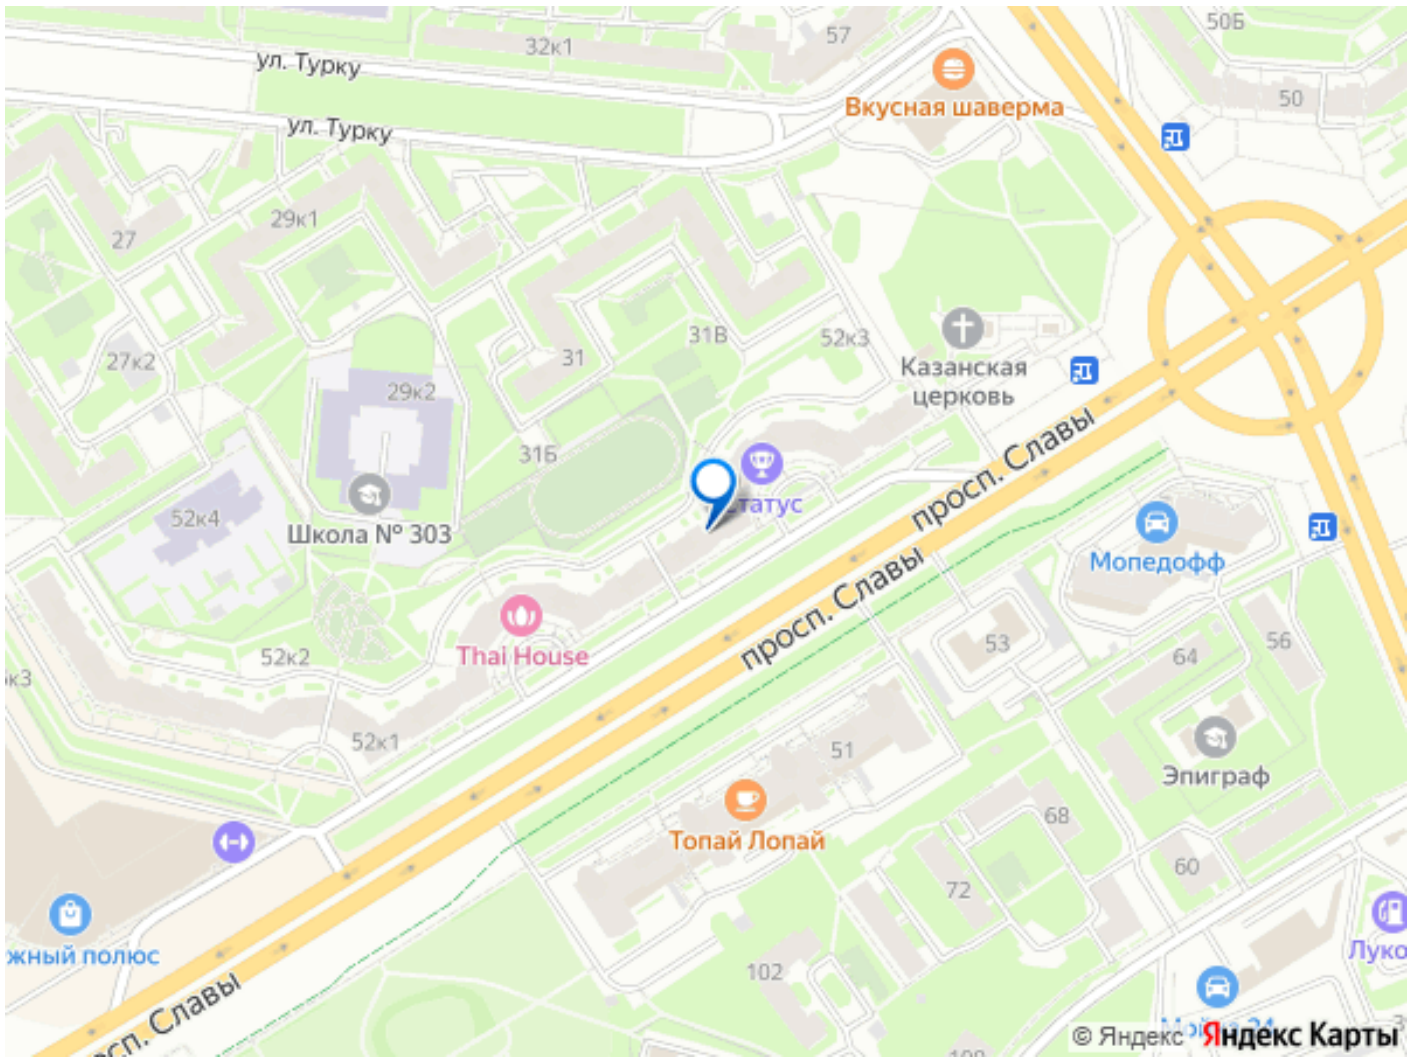 57
50Б
32к1
ул. Турку
50
Вкусная шаверма
ул. Турку
29к1
27
31В
52к3
27к2
31
Казанская
церковь
29к2
просп. Славы
31Б
Статус
52к4
Школа № 303
Мопедофф
просп. Славы
53
56
64
52к2
Thai House
52к1
51
Эпиграф
Топай Лопай
68
60
72
жный полюс
Луко
102
просп. Славы
© Яндекс Яндекс Карты